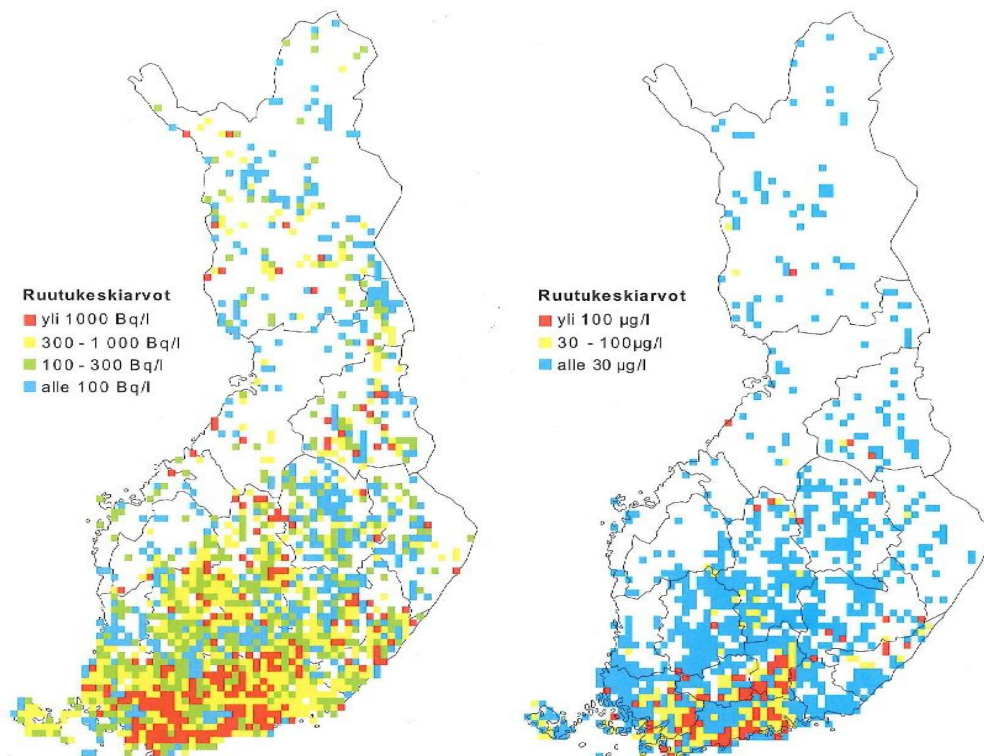 Ruutukeskiarvot
yli 1000 Bq/l
300 - 1 000 Bq/l
100 - 300 Bq/l
alle 100 Bq/l
Ruutukeskiarvot
yli 100 µg/l
30 - 100µg/l
alle 30 µg/l